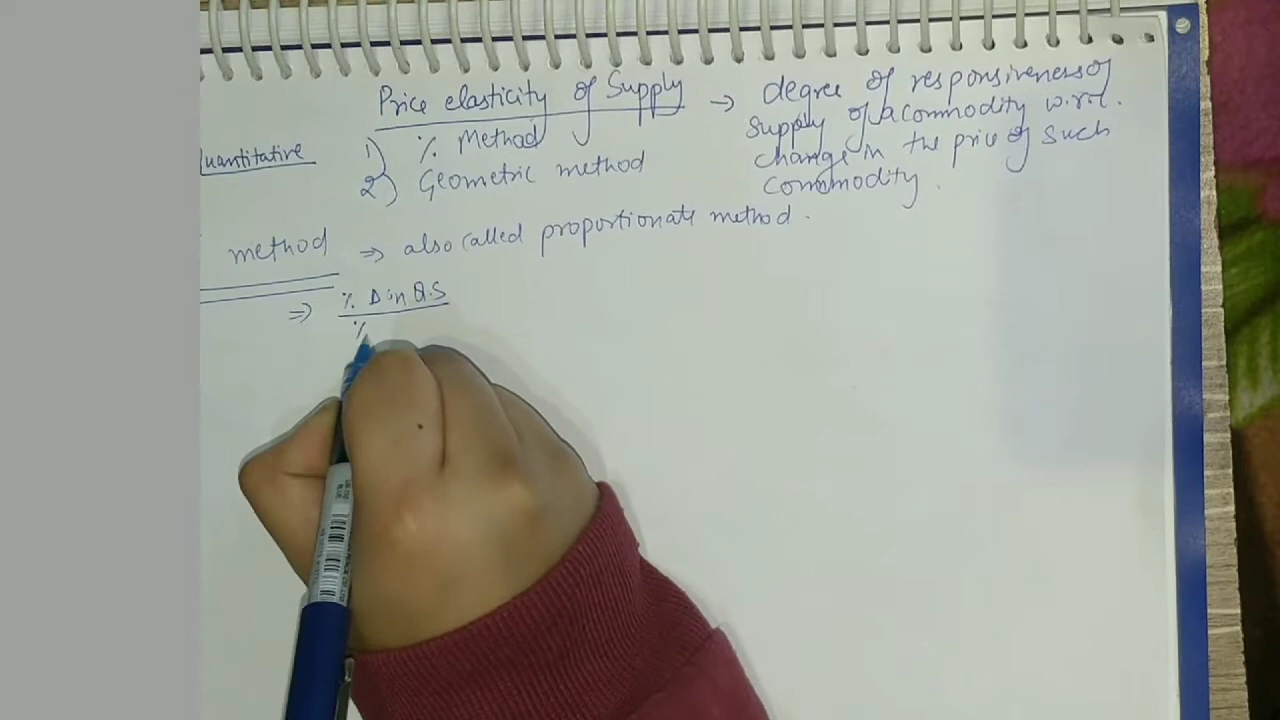 Price elasticity of Supply → degree of responsiveness of
supply of a commodity w.r.t.
change in the price of such
commodity.
Quantitative
1) % Method
2) Geometric method
method ⇒ also called proportionate method.
⇒ % Δ in Q.S
%